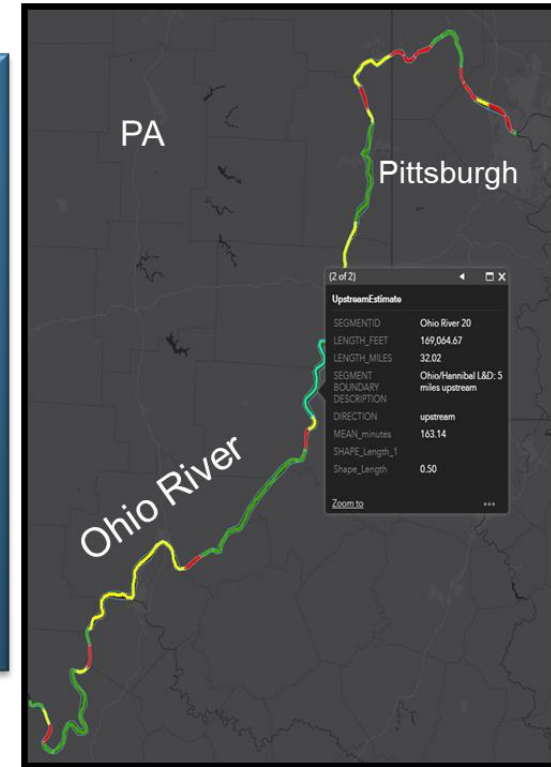 PA
Pittsburgh
(2 of 2)
UpstreamEstimate
SEGMENTID Ohio River 20
LENGTH_FEET 169,064.67
LENGTH_MILES 32.02
SEGMENT Ohio/Hannibal L&D: 5
BOUNDARY miles upstream
DESCRIPTION
DIRECTION upstream
MEAN_minutes 163.14
SHAPE_Length_1
Shape_Length 0.50
Zoom to
Ohio River